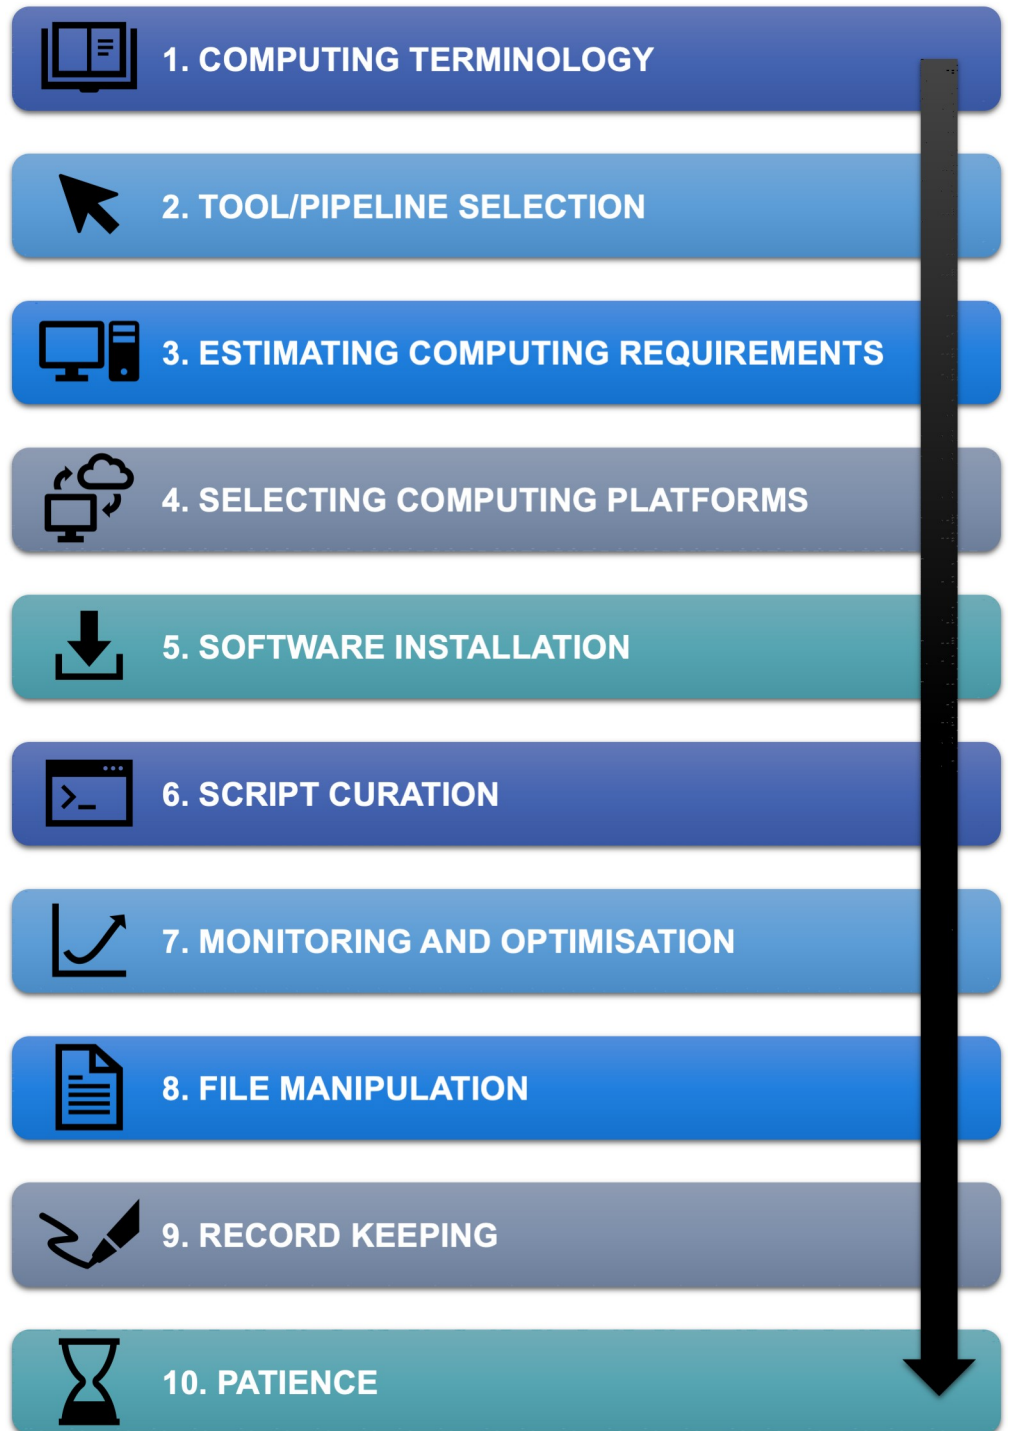 1. COMPUTING TERMINOLOGY
2. TOOL/PIPELINE SELECTION
3. ESTIMATING COMPUTING REQUIREMENTS
4. SELECTING COMPUTING PLATFORMS
5. SOFTWARE INSTALLATION
6. SCRIPT CURATION
7. MONITORING AND OPTIMISATION
8. FILE MANIPULATION
9. RECORD KEEPING
10. PATIENCE